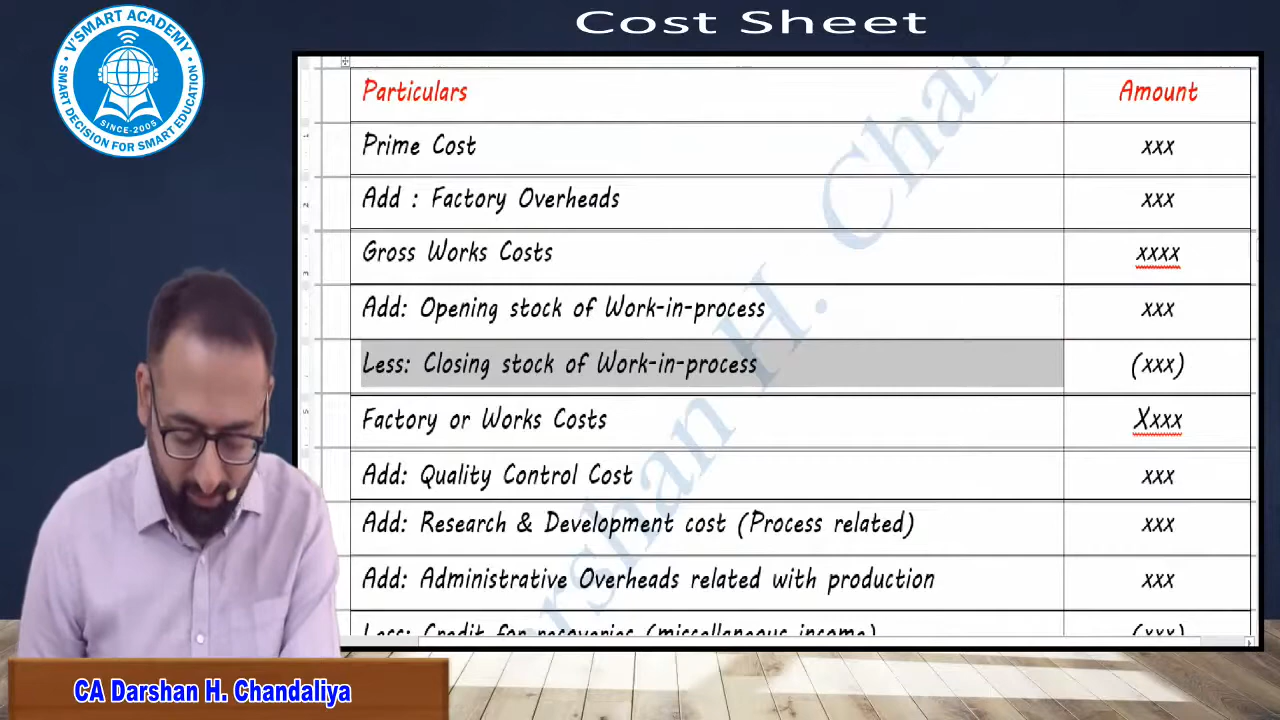 Cost Sheet
V'SMART ACADEMY
SINCE-2005
SMART DECISION FOR SMART EDUCATION
Particulars Amount
Prime Cost xxx
Add : Factory Overheads xxx
Gross Works Costs xxxx
Add: Opening stock of Work-in-process xxx
Less: Closing stock of Work-in-process (xxx)
Factory or Works Costs Xxxx
Add: Quality Control Cost xxx
Add: Research & Development cost (Process related) xxx
Add: Administrative Overheads related with production xxx
Less: Credit for recoveries (miscellaneous income) (xxx)
rshan H. Chan
CA Darshan H. Chandaliya